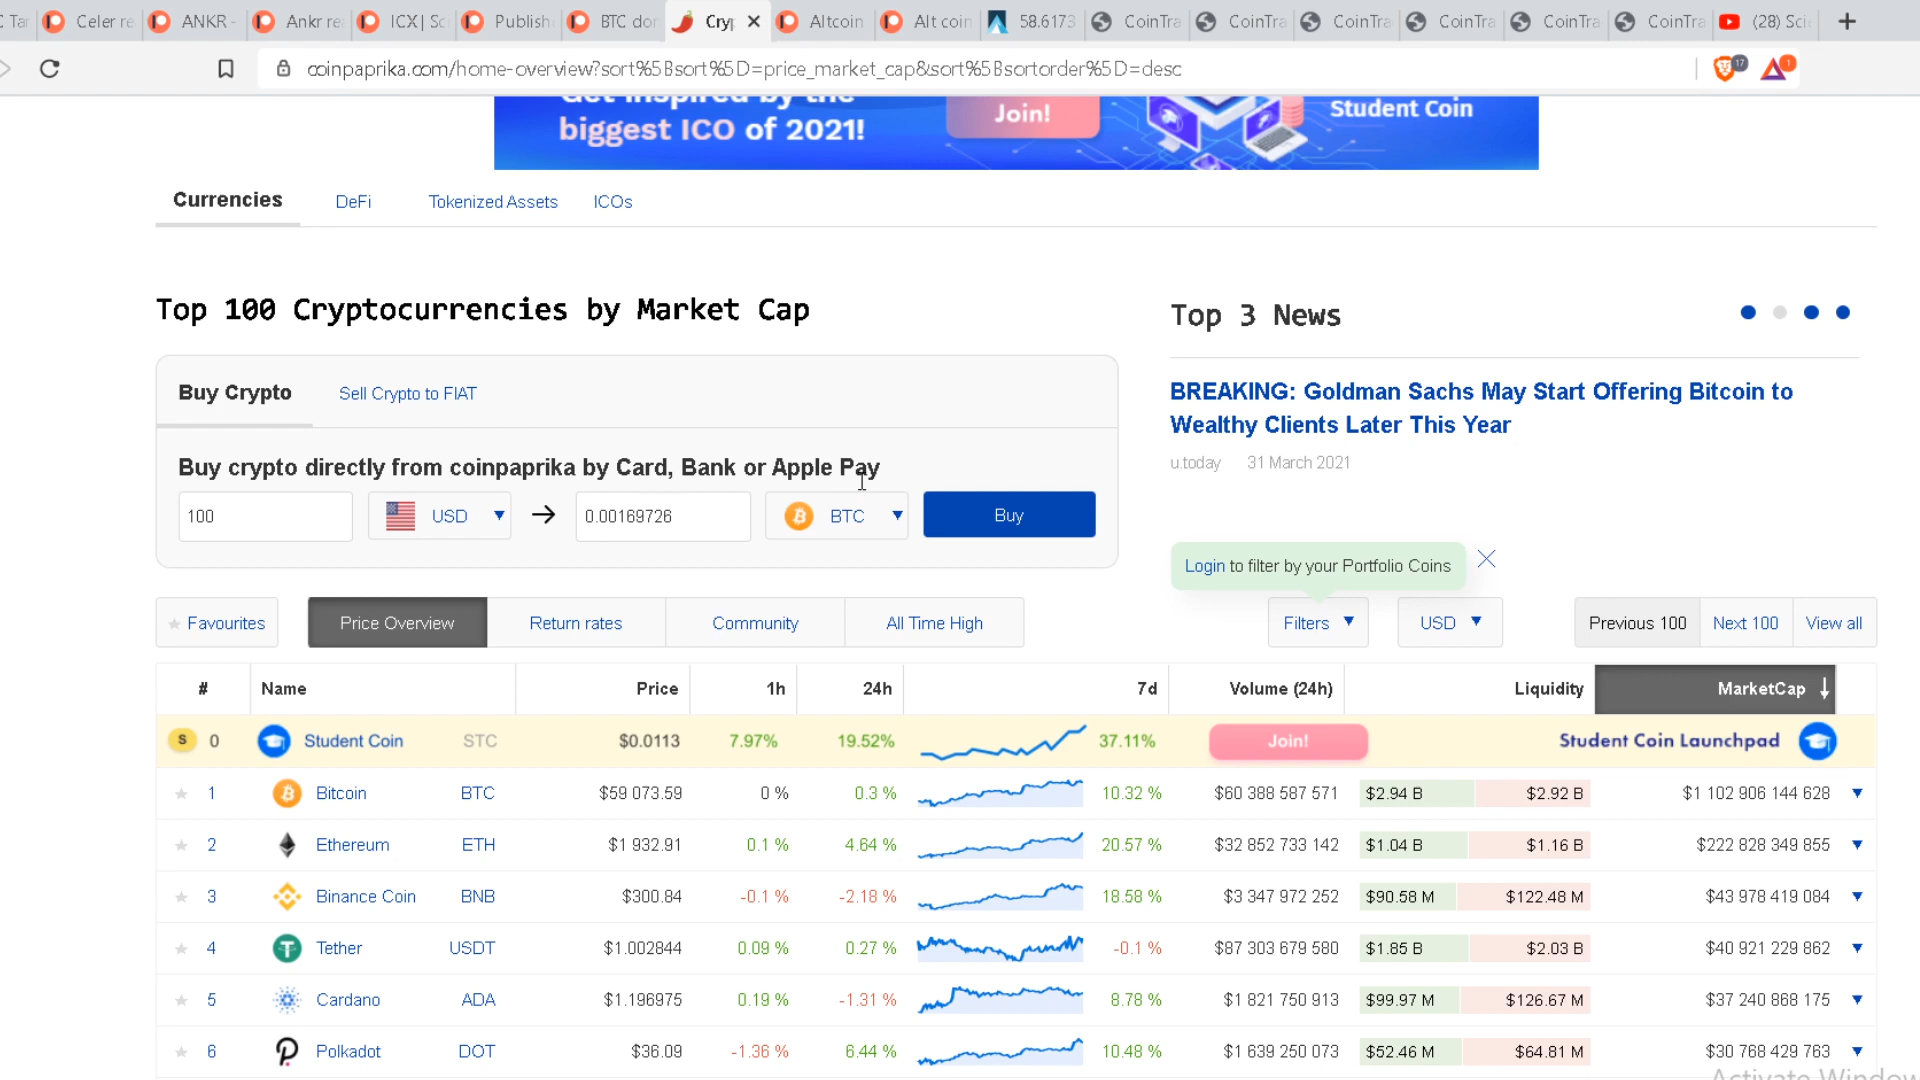 Tar Celer re ANKR - Ankr re ICX | Sc Publish BTC dor Cryp Altcoin Alt coin 58.6173 CoinTra CoinTra CoinTra CoinTra CoinTra CoinTra (28) Scie
coinpaprika.com/home-overview?sort%5Bsort%5D=price_market_cap&sort%5Bsortorder%5D=desc 17 1
Get inspired by the
biggest ICO of 2021!
Join!
Student Coin
Currencies DeFi Tokenized Assets ICOs
Top 100 Cryptocurrencies by Market Cap
Buy Crypto Sell Crypto to FIAT
Buy crypto directly from coinpaprika by Card, Bank or Apple Pay
100 USD → 0.00169726 BTC Buy
Top 3 News
BREAKING: Goldman Sachs May Start Offering Bitcoin to
Wealthy Clients Later This Year
u.today 31 March 2021
Login to filter by your Portfolio Coins
Favourites Price Overview Return rates Community All Time High Filters USD Previous 100 Next 100 View all
# Name Price 1h 24h 7d Volume (24h) Liquidity MarketCap
S 0 Student Coin STC $0.0113 7.97% 19.52% 37.11% Join! Student Coin Launchpad
1 Bitcoin BTC $59 073.59 0 % 0.3 % 10.32 % $60 388 587 571 $2.94 B $2.92 B $1 102 906 144 628
2 Ethereum ETH $1 932.91 0.1 % 4.64 % 20.57 % $32 852 733 142 $1.04 B $1.16 B $222 828 349 855
3 Binance Coin BNB $300.84 -0.1 % -2.18 % 18.58 % $3 347 972 252 $90.58 M $122.48 M $43 978 419 084
4 Tether USDT $1.002844 0.09 % 0.27 % -0.1 % $87 303 679 580 $1.85 B $2.03 B $40 921 229 862
5 Cardano ADA $1.196975 0.19 % -1.31 % 8.78 % $1 821 750 913 $99.97 M $126.67 M $37 240 868 175
6 Polkadot DOT $36.09 -1.36 % 6.44 % 10.48 % $1 639 250 073 $52.46 M $64.81 M $30 768 429 763
Activate Window